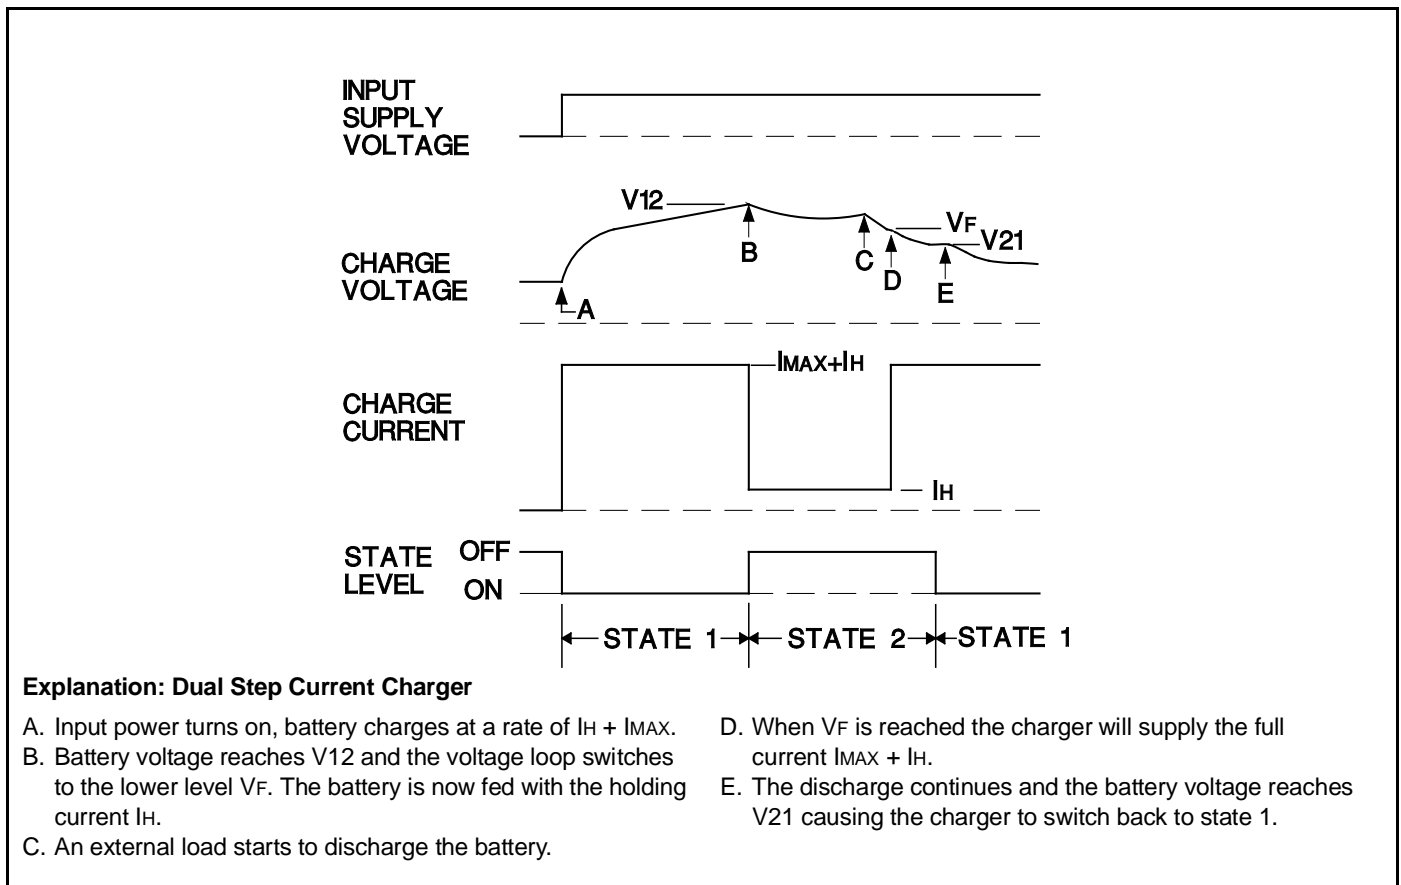 INPUT
SUPPLY
VOLTAGE
V12
VF
V21
B
C
D
E
CHARGE
VOLTAGE
A
IMAX+IH
CHARGE
CURRENT
IH
STATE
LEVEL
OFF
ON
STATE 1
STATE 2
STATE 1
Explanation: Dual Step Current Charger
A. Input power turns on, battery charges at a rate of IH + IMAX.
B. Battery voltage reaches V12 and the voltage loop switches
to the lower level VF. The battery is now fed with the holding
current IH.
C. An external load starts to discharge the battery.
D. When VF is reached the charger will supply the full
current IMAX + IH.
E. The discharge continues and the battery voltage reaches
V21 causing the charger to switch back to state 1.